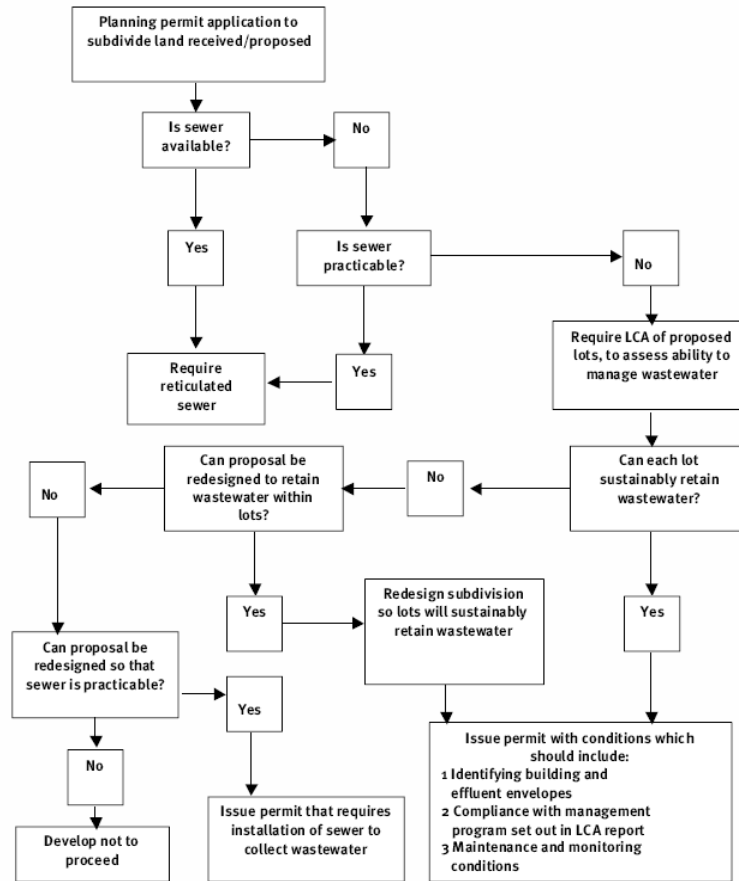 Planning permit application to
subdivide land received/proposed
Is sewer
available?
No
Yes
Is sewer
practicable?
No
Require
reticulated
sewer
Yes
Require LCA of proposed
lots, to assess ability to
manage wastewater
No
Can proposal be
redesigned to retain
wastewater within
lots?
No
Can each lot
sustainably retain
wastewater?
Yes
Redesign subdivision
so lots will sustainably
retain wastewater
Yes
Can proposal be
redesigned so that
sewer is practicable?
Yes
No
Develop not to
proceed
Issue permit that requires
installation of sewer to
collect wastewater
Issue permit with conditions which
should include:
1 Identifying building and
effluent envelopes
2 Compliance with management
program set out in LCA report
3 Maintenance and monitoring
conditions